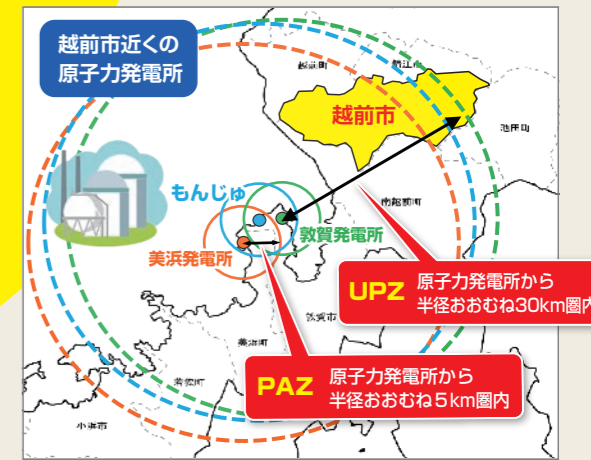 越前市近くの
原子力発電所
越前町
鯖江市
越前市
池田町
もんじゅ
南越前町
敦賀発電所
美浜発電所
UPZ 原子力発電所から
半径おおむね30km圏内
敦賀市
美浜町
PAZ 原子力発電所から
半径おおむね5km圏内
若狭町
小浜市